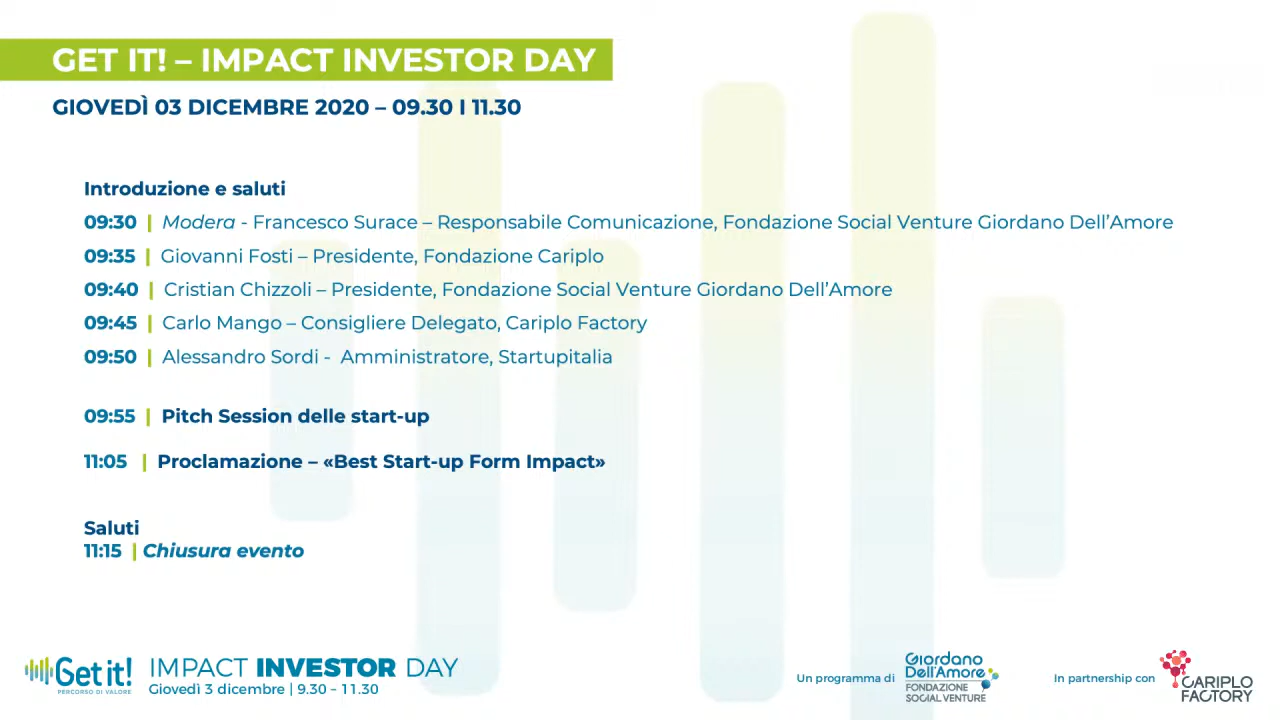 GET IT! – IMPACT INVESTOR DAY
GIOVEDÌ 03 DICEMBRE 2020 – 09.30 I 11.30
Introduzione e saluti
09:30 | Modera - Francesco Surace – Responsabile Comunicazione, Fondazione Social Venture Giordano Dell’Amore
09:35 | Giovanni Fosti – Presidente, Fondazione Cariplo
09:40 | Cristian Chizzoli – Presidente, Fondazione Social Venture Giordano Dell’Amore
09:45 | Carlo Mango – Consigliere Delegato, Cariplo Factory
09:50 | Alessandro Sordi - Amministratore, Startupitalia
09:55 | Pitch Session delle start-up
11:05 | Proclamazione – «Best Start-up Form Impact»
Saluti
11:15 | Chiusura evento
Get it!
PERCORSO DI VALORE
IMPACT INVESTOR DAY
Giovedì 3 dicembre | 9.30 – 11.30
Un programma di
Giordano
Dell'Amore
FONDAZIONE
SOCIAL VENTURE
In partnership con
CARIPLO
FACTORY